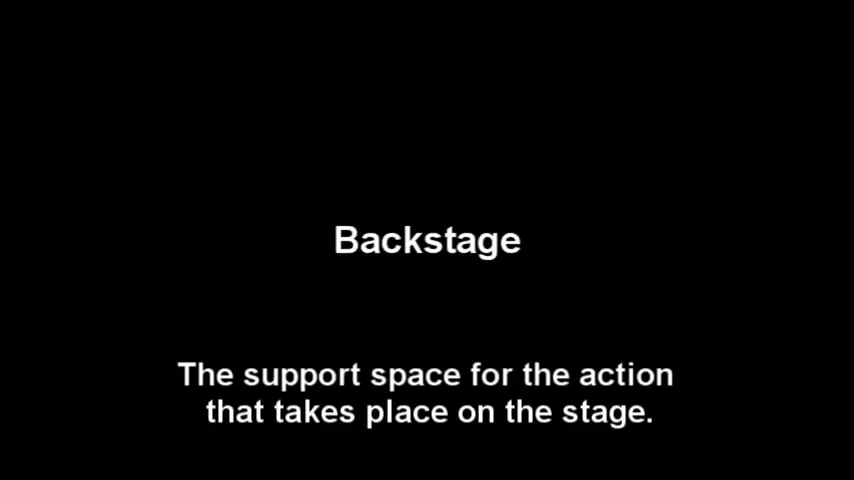 Backstage
The support space for the action
that takes place on the stage.